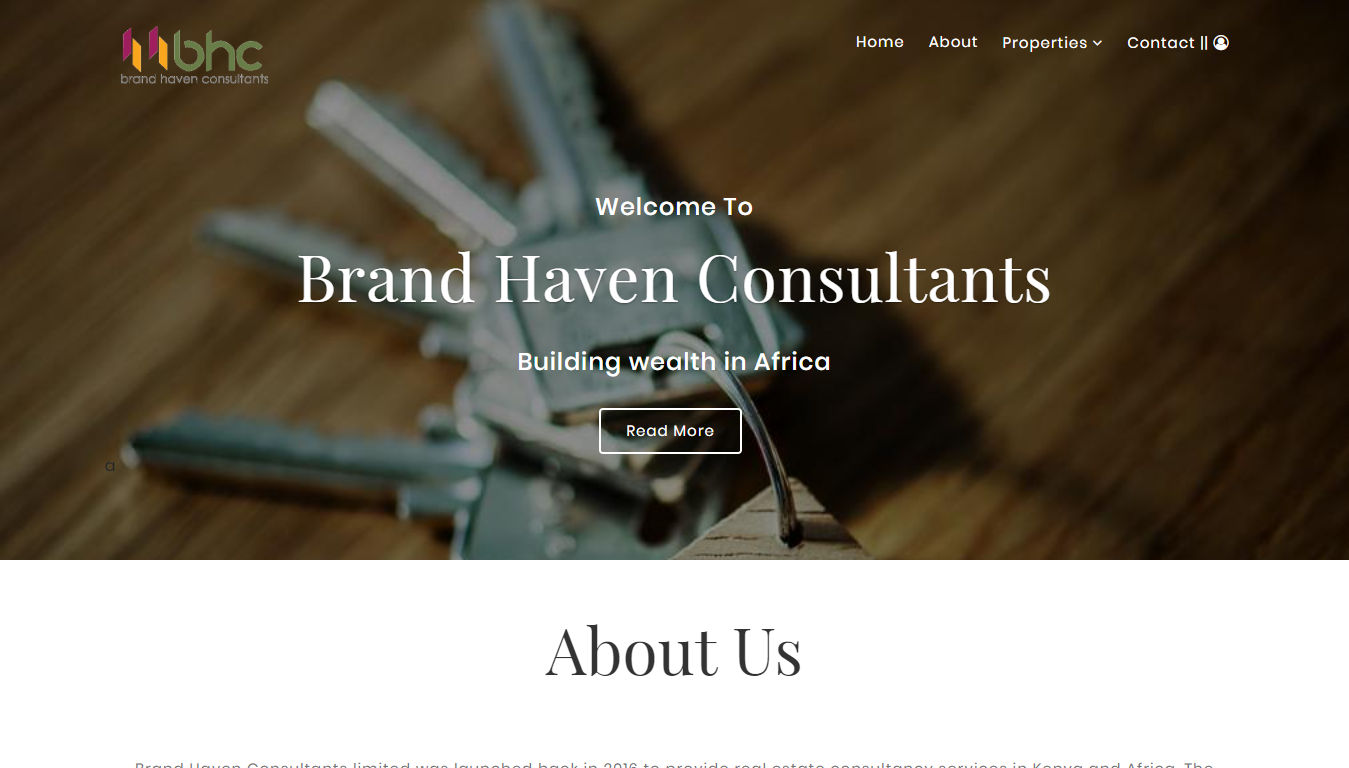 bhc
brand haven consultants
Home About Properties Contact ||
Welcome To
Brand Haven Consultants
Building wealth in Africa
Read More
a
About Us
Brand Haven Consultants limited was launched back in 2016 to provide real estate consultancy services in Kenya and Africa. The